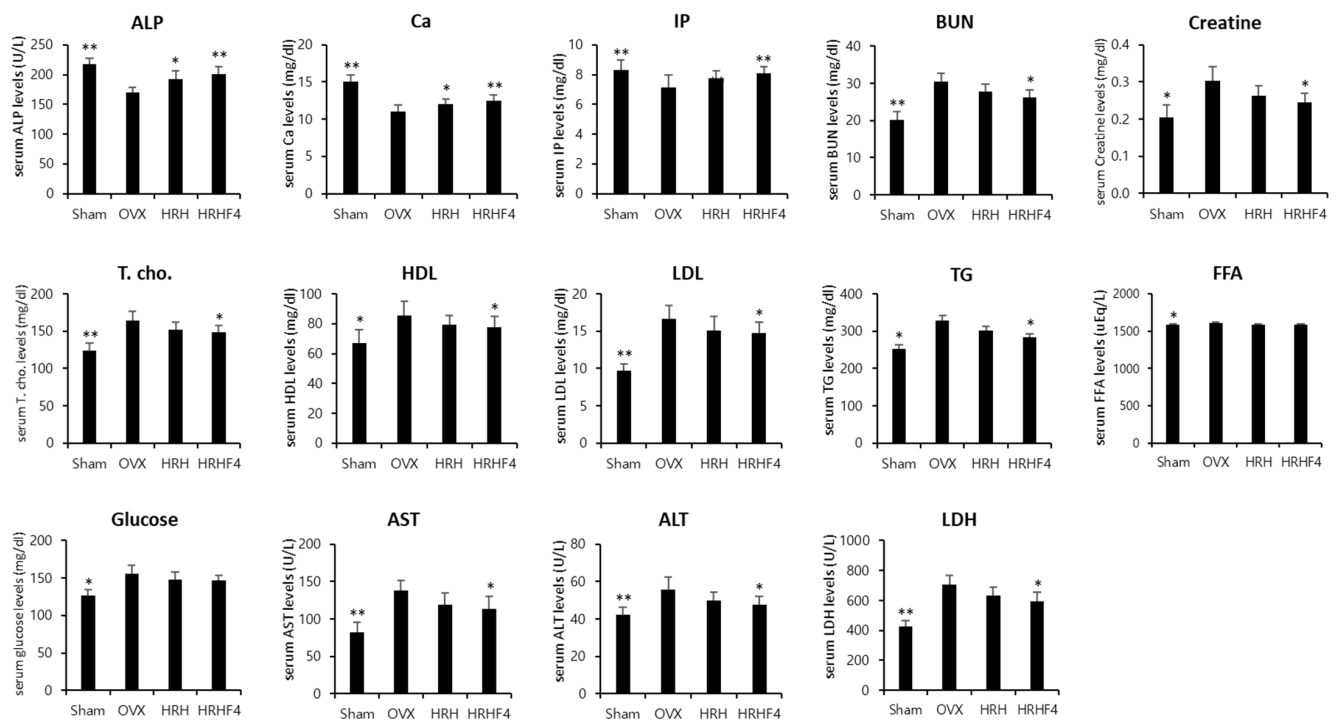 ALP
serum ALP levels (U/L)
250
200
150
100
50
0
** * **
Sham OVX HRH HRHF4
Ca
serum Ca levels (mg/dl)
20
15
10
5
0
** * **
Sham OVX HRH HRHF4
IP
serum IP levels (mg/dl)
10
8
6
4
2
0
** **
Sham OVX HRH HRHF4
BUN
serum BUN levels (mg/dl)
40
30
20
10
0
** *
Sham OVX HRH HRHF4
Creatine
serum Creatine levels (mg/dl)
0.4
0.3
0.2
0.1
0.0
* *
Sham OVX HRH HRHF4
T. cho.
serum T. cho. levels (mg/dl)
200
150
100
50
0
** *
Sham OVX HRH HRHF4
HDL
serum HDL levels (mg/dl)
100
80
60
40
20
0
* *
Sham OVX HRH HRHF4
LDL
serum LDL levels (mg/dl)
20
15
10
5
0
** *
Sham OVX HRH HRHF4
TG
serum TG levels (mg/dl)
400
300
200
100
0
* *
Sham OVX HRH HRHF4
FFA
serum FFA levels (uEq/L)
2000
1500
1000
500
0
*
Sham OVX HRH HRHF4
Glucose
serum glucose levels (mg/dl)
200
150
100
50
0
*
Sham OVX HRH HRHF4
AST
serum AST levels (U/L)
200
150
100
50
0
** *
Sham OVX HRH HRHF4
ALT
serum ALT levels (U/L)
80
60
40
20
0
** *
Sham OVX HRH HRHF4
LDH
serum LDH levels (U/L)
1000
800
600
400
200
0
** *
Sham OVX HRH HRHF4